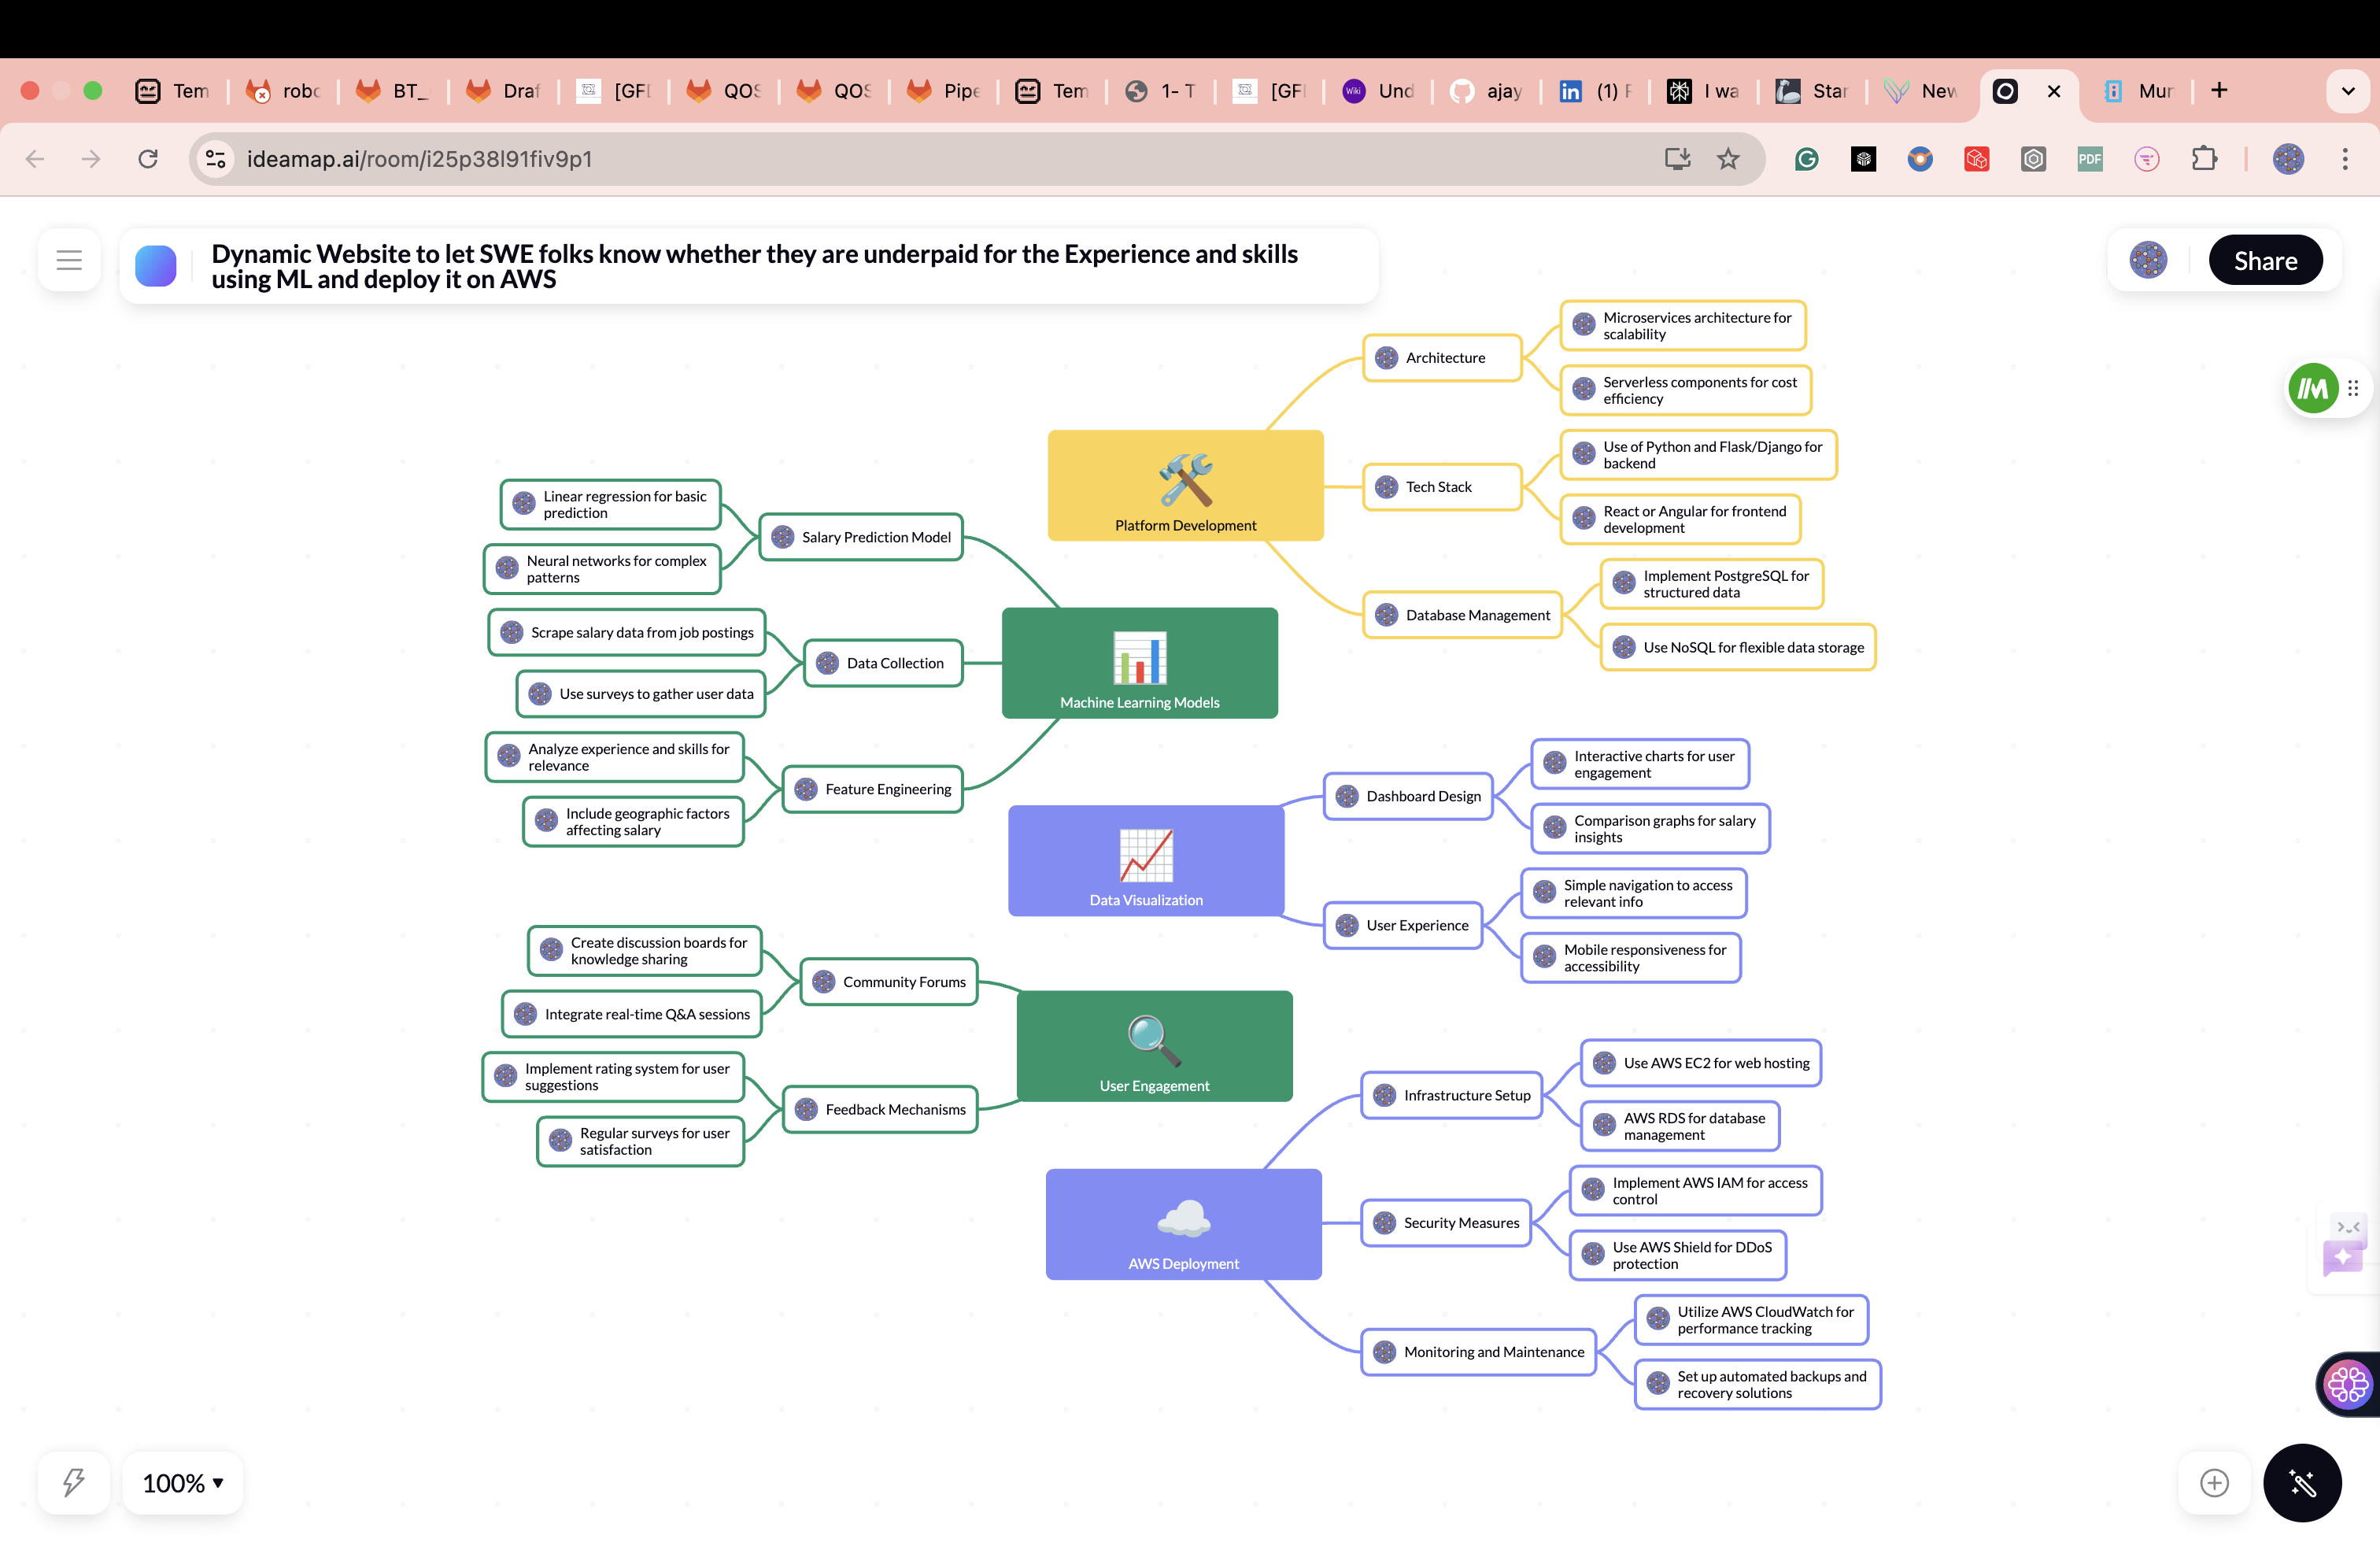 Tem
robo
BT_
Draf
[GFI
QOS
QOS
Pipe
Tem
1- T
[GFI
Wiki
Und
ajay
in
(1) F
I wa
Star
New
Mur
ideamap.ai/room/i25p38l91fiv9p1
PDF
Dynamic Website to let SWE folks know whether they are underpaid for the Experience and skills
using ML and deploy it on AWS
Share
Platform Development
Architecture
Microservices architecture for
scalability
Serverless components for cost
efficiency
Tech Stack
Use of Python and Flask/Django for
backend
React or Angular for frontend
development
Database Management
Implement PostgreSQL for
structured data
Use NoSQL for flexible data storage
Machine Learning Models
Salary Prediction Model
Linear regression for basic
prediction
Neural networks for complex
patterns
Data Collection
Scrape salary data from job postings
Use surveys to gather user data
Feature Engineering
Analyze experience and skills for
relevance
Include geographic factors
affecting salary
Data Visualization
Dashboard Design
Interactive charts for user
engagement
Comparison graphs for salary
insights
User Experience
Simple navigation to access
relevant info
Mobile responsiveness for
accessibility
User Engagement
Community Forums
Create discussion boards for
knowledge sharing
Integrate real-time Q&A sessions
Feedback Mechanisms
Implement rating system for user
suggestions
Regular surveys for user
satisfaction
AWS Deployment
Infrastructure Setup
Use AWS EC2 for web hosting
AWS RDS for database
management
Security Measures
Implement AWS IAM for access
control
Use AWS Shield for DDoS
protection
Monitoring and Maintenance
Utilize AWS CloudWatch for
performance tracking
Set up automated backups and
recovery solutions
100%